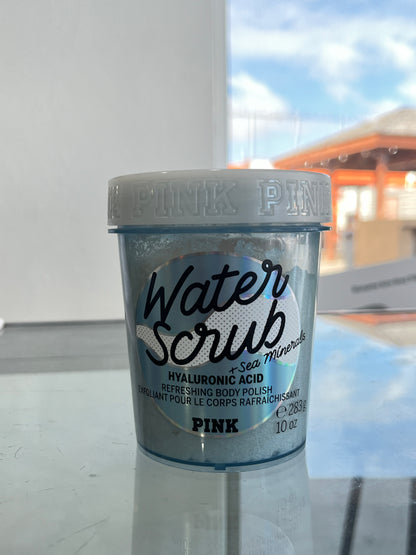 PINK PINK
Water
Scrub
+ Sea Minerals
HYALURONIC ACID
REFRESHING BODY POLISH
EXFOLIANT POUR LE CORPS RAFRAÎCHISSANT
PINK
℮ 283 g
10 oz